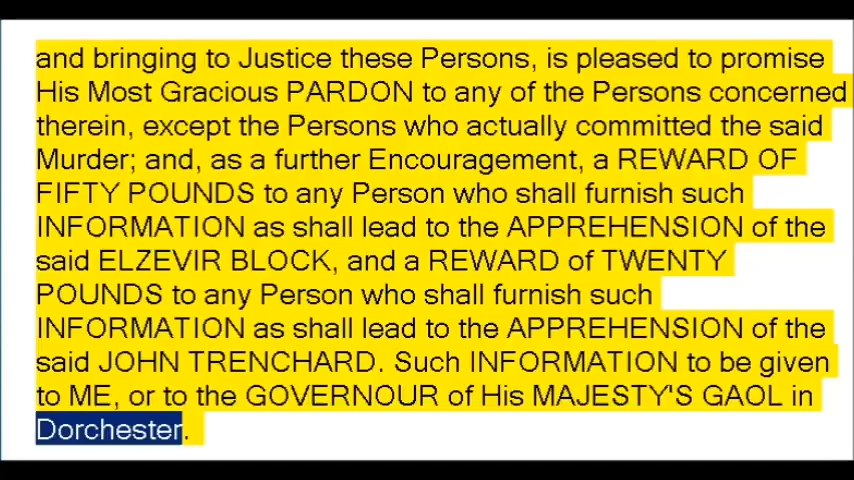 and bringing to Justice these Persons, is pleased to promise
His Most Gracious PARDON to any of the Persons concerned
therein, except the Persons who actually committed the said
Murder; and, as a further Encouragement, a REWARD OF
FIFTY POUNDS to any Person who shall furnish such
INFORMATION as shall lead to the APPREHENSION of the
said ELZEVIR BLOCK, and a REWARD of TWENTY
POUNDS to any Person who shall furnish such
INFORMATION as shall lead to the APPREHENSION of the
said JOHN TRENCHARD. Such INFORMATION to be given
to ME, or to the GOVERNOUR of His MAJESTY'S GAOL in
Dorchester.